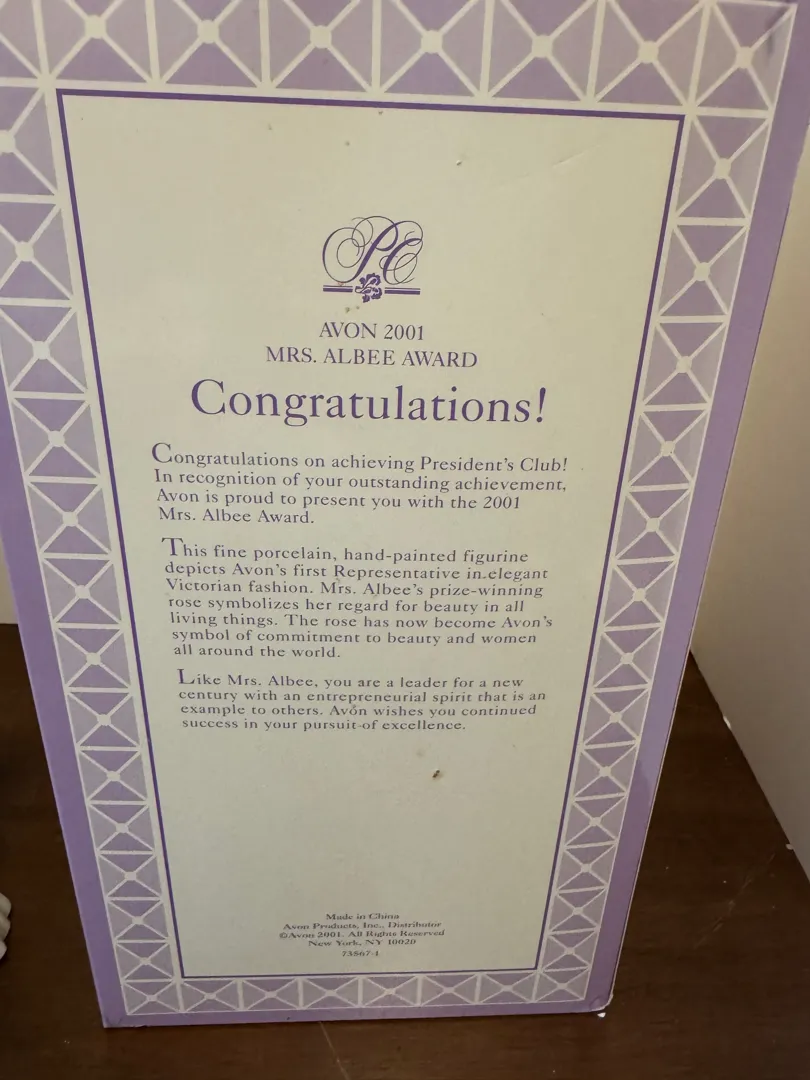 PC
AVON 2001
MRS. ALBEE AWARD
Congratulations!
Congratulations on achieving President's Club!
In recognition of your outstanding achievement,
Avon is proud to present you with the 2001
Mrs. Albee Award.
This fine porcelain, hand-painted figurine
depicts Avon's first Representative in elegant
Victorian fashion. Mrs. Albee's prize-winning
rose symbolizes her regard for beauty in all
living things. The rose has now become Avon's
symbol of commitment to beauty and women
all around the world.
Like Mrs. Albee, you are a leader for a new
century with an entrepreneurial spirit that is an
example to others. Avon wishes you continued
success in your pursuit of excellence.
Made in China
Avon Products, Inc., Distributor
©Avon 2001. All Rights Reserved
New York, NY 10020
73567-1